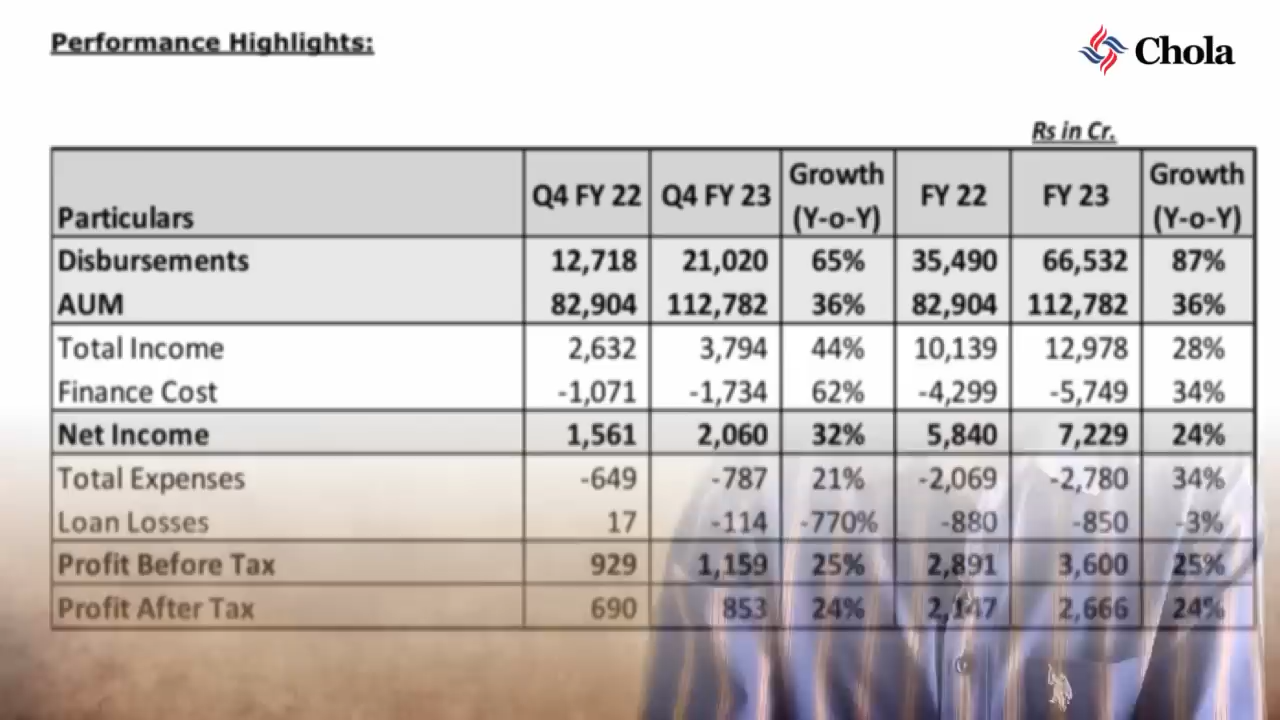 Performance Highlights:
Chola
Rs in Cr.
Particulars Q4 FY 22 Q4 FY 23 Growth (Y-o-Y) FY 22 FY 23 Growth (Y-o-Y)
Disbursements 12,718 21,020 65% 35,490 66,532 87%
AUM 82,904 112,782 36% 82,904 112,782 36%
Total Income 2,632 3,794 44% 10,139 12,978 28%
Finance Cost -1,071 -1,734 62% -4,299 -5,749 34%
Net Income 1,561 2,060 32% 5,840 7,229 24%
Total Expenses -649 -787 21% -2,069 -2,780 34%
Loan Losses 17 -114 -770% -880 -850 -3%
Profit Before Tax 929 1,159 25% 2,891 3,600 25%
Profit After Tax 690 853 24% 2,147 2,666 24%